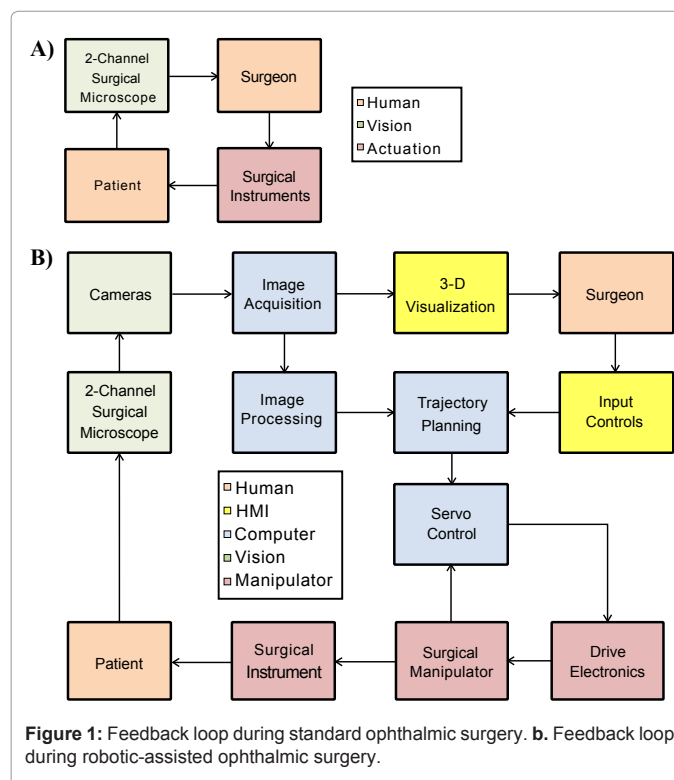 A)
2-Channel
Surgical
Microscope
Surgeon
Human
Vision
Actuation
Patient
Surgical
Instruments
B)
Cameras
Image
Acquisition
3-D
Visualization
Surgeon
2-Channel
Surgical
Microscope
Image
Processing
Trajectory
Planning
Input
Controls
Human
HMI
Computer
Vision
Manipulator
Servo
Control
Patient
Surgical
Instrument
Surgical
Manipulator
Drive
Electronics
Figure 1: Feedback loop during standard ophthalmic surgery. b. Feedback loop
during robotic-assisted ophthalmic surgery.